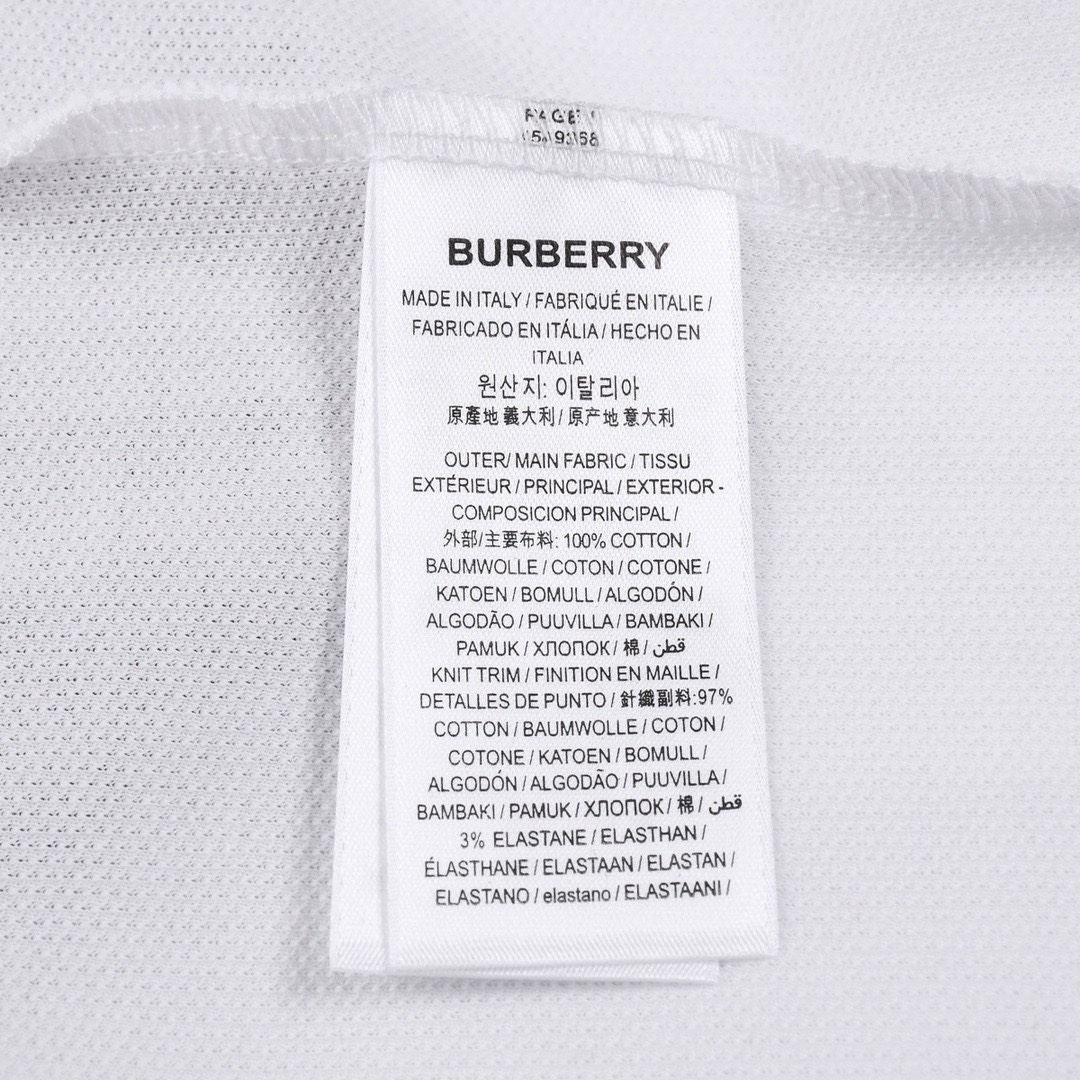 BURBERRY
MADE IN ITALY / FABRIQUÉ EN ITALIE /
FABRICADO EN ITÁLIA / HECHO EN
ITALIA
원산지: 이탈리아
原產地 義大利 / 原产地 意大利
OUTER/ MAIN FABRIC / TISSU
EXTÉRIEUR / PRINCIPAL / EXTERIOR -
COMPOSICION PRINCIPAL /
外部/主要布料: 100% COTTON /
BAUMWOLLE / COTON / COTONE /
KATOEN / BOMULL / ALGODÓN /
ALGODÃO / PUUVILLA / BAMBAKI /
PAMUK / ХЛОПОК / 棉 / قطن
KNIT TRIM / FINITION EN MAILLE /
DETALLES DE PUNTO / 針織副料:97%
COTTON / BAUMWOLLE / COTON /
COTONE / KATOEN / BOMULL /
ALGODÓN / ALGODÃO / PUUVILLA /
BAMBAKI / PAMUK / ХЛОПОК / 棉 / قطن
3% ELASTANE / ELASTHAN /
ÉLASTHANE / ELASTAAN / ELASTAN /
ELASTANO / elastano / ELASTAANI /